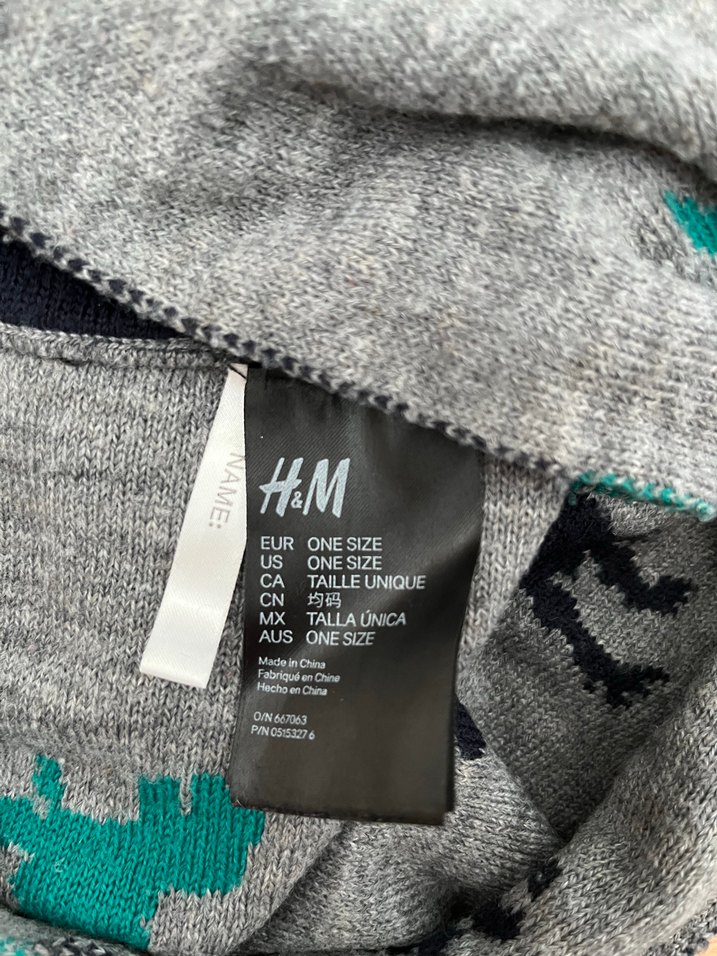 NAME:
H&M
EUR ONE SIZE
US ONE SIZE
CA TAILLE UNIQUE
CN 均码
MX TALLA ÚNICA
AUS ONE SIZE
Made in China
Fabriqué en Chine
Hecho en China
O/N 667063
P/N 0515327 6